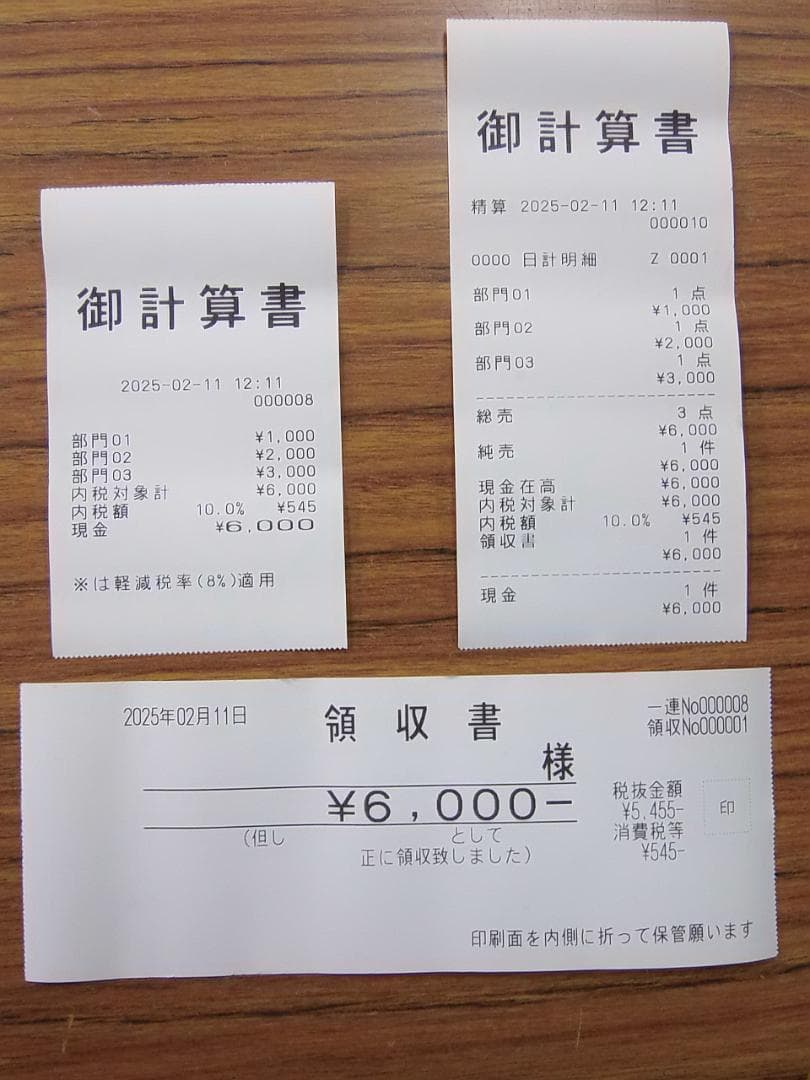 御計算書
2025-02-11 12:11
000008
部門01 ¥1,000
部門02 ¥2,000
部門03 ¥3,000
内税対象計 ¥6,000
内税額 10.0% ¥545
現金 ¥6,000
※は軽減税率(8%)適用
御計算書
精算 2025-02-11 12:11
000010
0000 日計明細 Z 0001
部門01 1 点
¥1,000
部門02 1 点
¥2,000
部門03 1 点
¥3,000
総売 3 点
¥6,000
純売 1 件
¥6,000
現金在高 ¥6,000
内税対象計 ¥6,000
内税額 10.0% ¥545
領収書 1 件
¥6,000
現金 1 件
¥6,000
2025年02月11日 領収書 一連No000008
領収No000001
様
¥6,000-
(但し として
正に領収致しました)
税抜金額
¥5,455-
消費税等
¥545-
印
印刷面を内側に折って保管願います